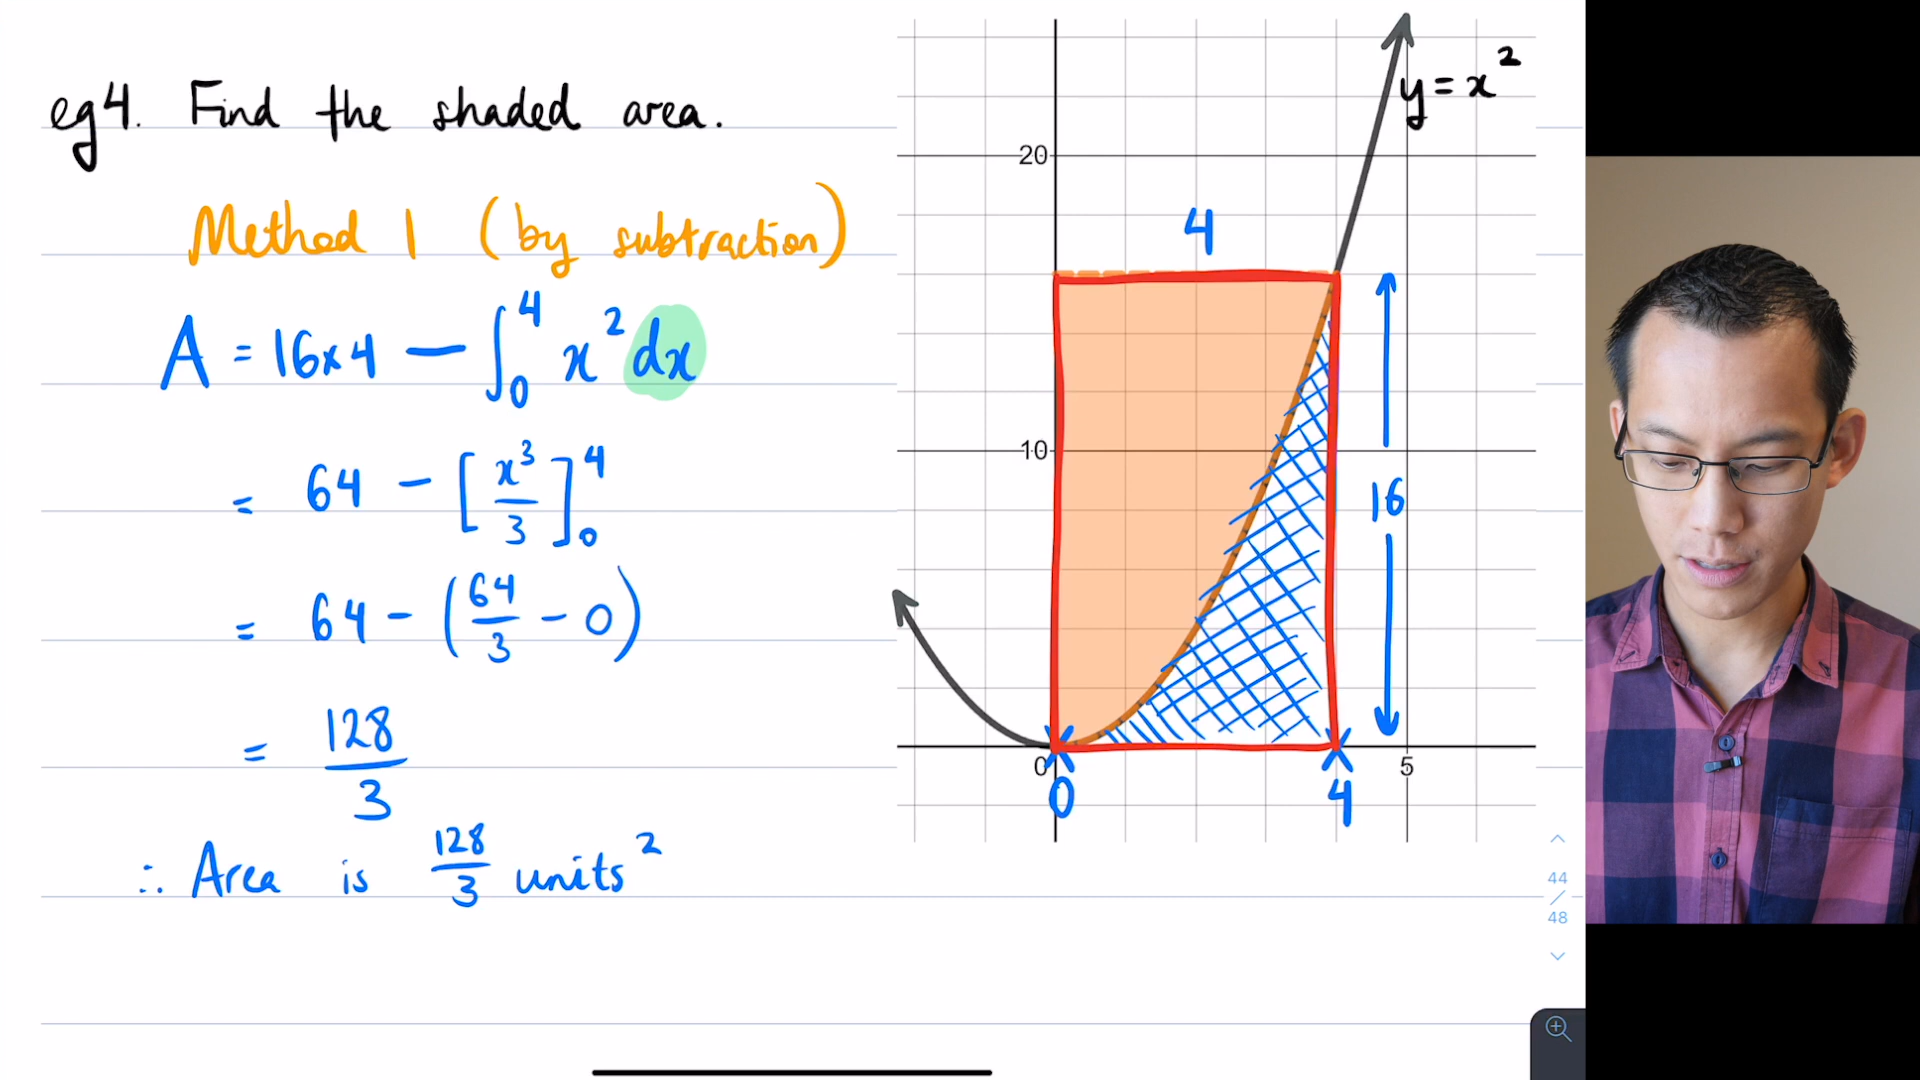 eg4. Find the shaded area.
Method 1 (by subtraction)
A = 16×4 − ∫₀⁴ x² dx
= 64 − [x³/3]₀⁴
= 64 − (64/3 − 0)
= 128/3
∴ Area is 128/3 units²
y = x²
20
4
10
16
0
5
0
4
44
/
48